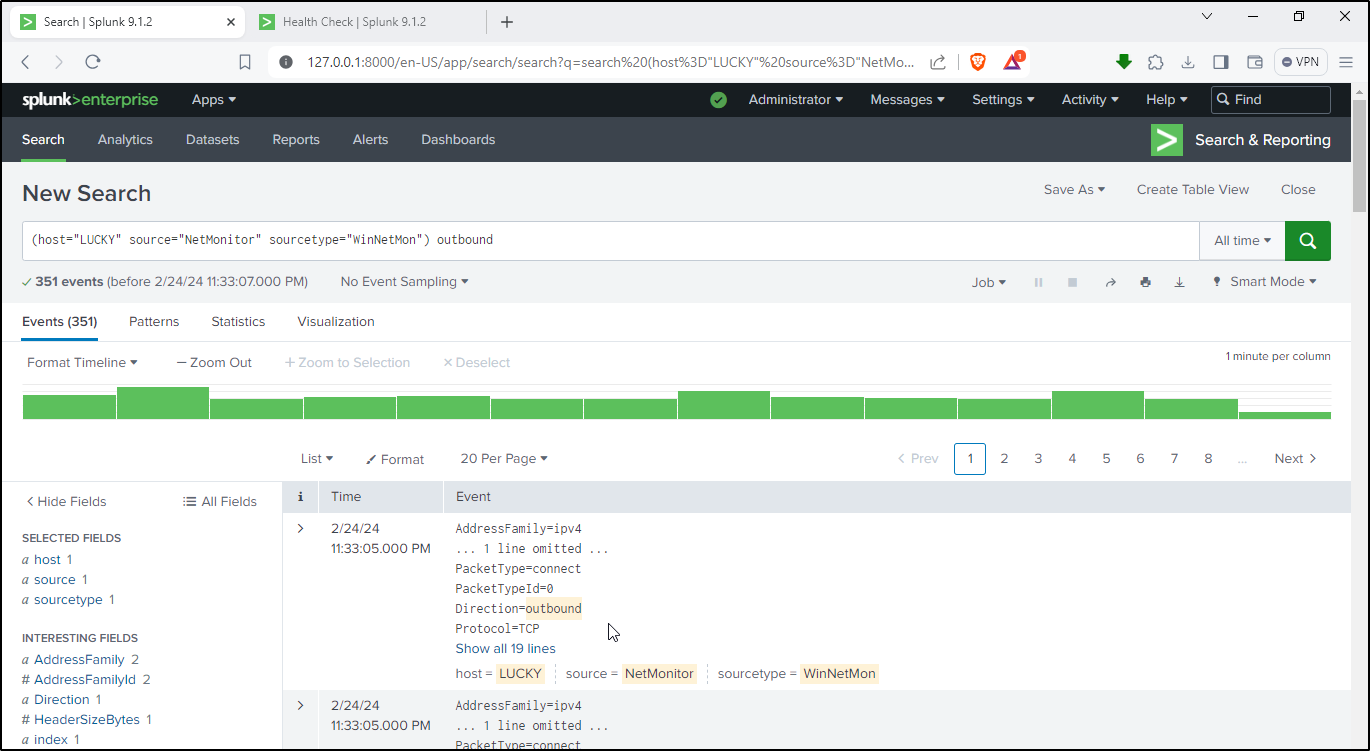 Search | Splunk 9.1.2
Health Check | Splunk 9.1.2
127.0.0.1:8000/en-US/app/search/search?q=search%20(host%3D"LUCKY"%20source%3D"NetMo...
1
VPN
splunk>enterprise
Apps
Administrator
Messages
Settings
Activity
Help
Find
Search
Analytics
Datasets
Reports
Alerts
Dashboards
Search & Reporting
New Search
Save As
Create Table View
Close
(host="LUCKY" source="NetMonitor" sourcetype="WinNetMon") outbound
All time
351 events (before 2/24/24 11:33:07.000 PM)
No Event Sampling
Job
Smart Mode
Events (351)
Patterns
Statistics
Visualization
Format Timeline
– Zoom Out
+ Zoom to Selection
× Deselect
1 minute per column
List
Format
20 Per Page
< Prev
1
2
3
4
5
6
7
8
...
Next >
< Hide Fields
All Fields
i
Time
Event
SELECTED FIELDS
a host 1
a source 1
a sourcetype 1
INTERESTING FIELDS
a AddressFamily 2
# AddressFamilyId 2
a Direction 1
# HeaderSizeBytes 1
a index 1
2/24/24
11:33:05.000 PM
AddressFamily=ipv4
... 1 line omitted ...
PacketType=connect
PacketTypeId=0
Direction=outbound
Protocol=TCP
Show all 19 lines
host = LUCKY
source = NetMonitor
sourcetype = WinNetMon
2/24/24
11:33:05.000 PM
AddressFamily=ipv4
... 1 line omitted ...
PacketType=connect